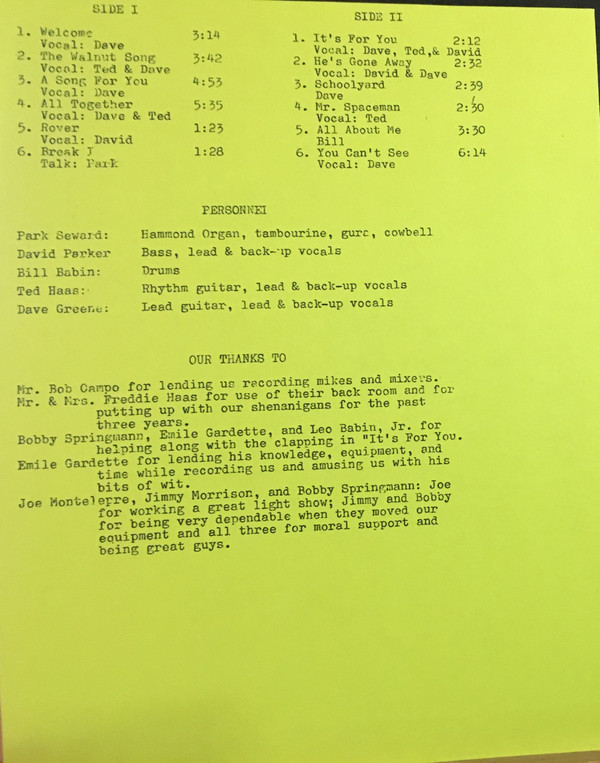 SIDE I
1. Welcome 3:14
Vocal: Dave
2. The Walnut Song 3:42
Vocal: Ted & Dave
3. A Song For You 4:53
Vocal: Dave
4. All Together 5:35
Vocal: Dave & Ted
5. Rover 1:23
Vocal: David
6. Break I 1:28
Talk: Park
SIDE II
1. It's For You 2:12
Vocal: Dave, Ted,& David
2. He's Gone Away 2:32
Vocal: David & Dave
3. Schoolyard 2:39
Dave
4. Mr. Spaceman 2:30
Vocal: Ted
5. All About Me 3:30
Bill
6. You Can't See 6:14
Vocal: Dave
PERSONNEL
Park Seward: Hammond Organ, tambourine, gura, cowbell
David Parker Bass, lead & back-up vocals
Bill Babin: Drums
Ted Haas: Rhythm guitar, lead & back-up vocals
Dave Greene: Lead guitar, lead & back-up vocals
OUR THANKS TO
Mr. Bob Campo for lending us recording mikes and mixers.
Mr. & Mrs. Freddie Haas for use of their back room and for
putting up with our shenanigans for the past
three years.
Bobby Springmann, Emile Gardette, and Leo Babin, Jr. for
helping along with the clapping in "It's For You.
Emile Gardette for lending his knowledge, equipment, and
time while recording us and amusing us with his
bits of wit.
Joe Montelepre, Jimmy Morrison, and Bobby Springmann: Joe
for working a great light show; Jimmy and Bobby
for being very dependable when they moved our
equipment and all three for moral support and
being great guys.